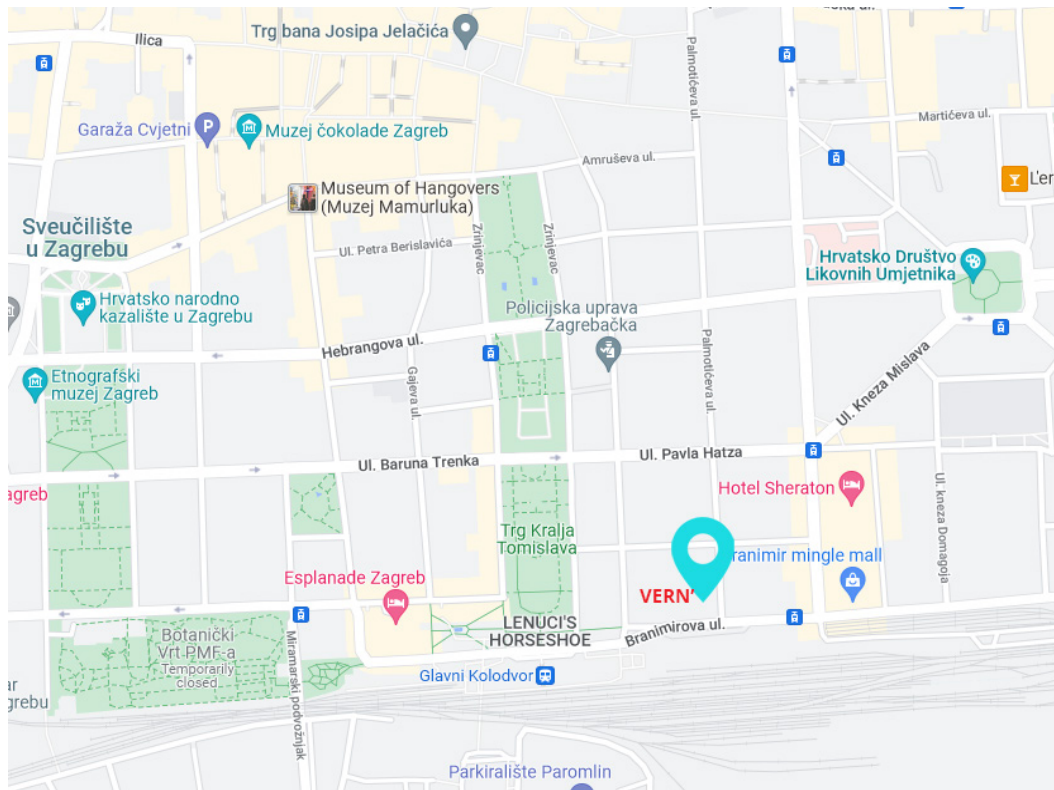 Ilica
Trg bana Josipa Jelačića
Palmotićeva ul.
Garaža Cvjetni
P
Muzej čokolade Zagreb
Martićeva ul.
Amruševa ul.
Museum of Hangovers
(Muzej Mamurluka)
Sveučilište
u Zagrebu
Ul. Petra Berislavića
Zrinjevac
Zrinjevac
Hrvatsko Društvo
Likovnih Umjetnika
Hrvatsko narodno
kazalište u Zagrebu
Policijska uprava
Zagrebačka
Hebrangova ul.
Palmotićeva ul.
Ul. Kneza Mislava
Etnografski
muzej Zagreb
Gajeva ul.
Ul. Baruna Trenka
Ul. Pavla Hatza
agreb
Hotel Sheraton
Ul. kneza Domagoja
Trg Kralja
Tomislava
ranimir mingle mall
Esplanade Zagreb
VERN'
LENUCI'S
HORSESHOE
Branimirova ul.
Botanički
Vrt PMF-a
Temporarily
closed
Miramarski podvožnjak
Glavni Kolodvor
ar
grebu
Parkiralište Paromlin